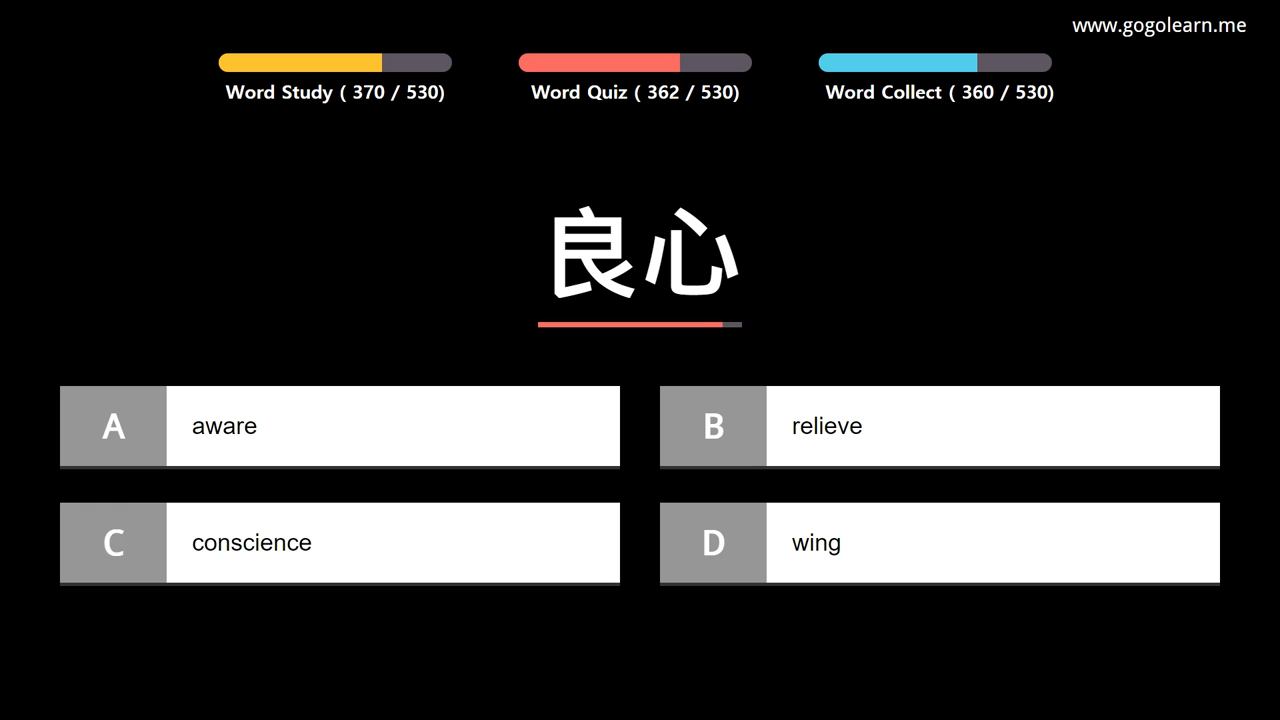 www.gogolearn.me
Word Study ( 370 / 530)
Word Quiz ( 362 / 530)
Word Collect ( 360 / 530)
良心
A aware
B relieve
C conscience
D wing